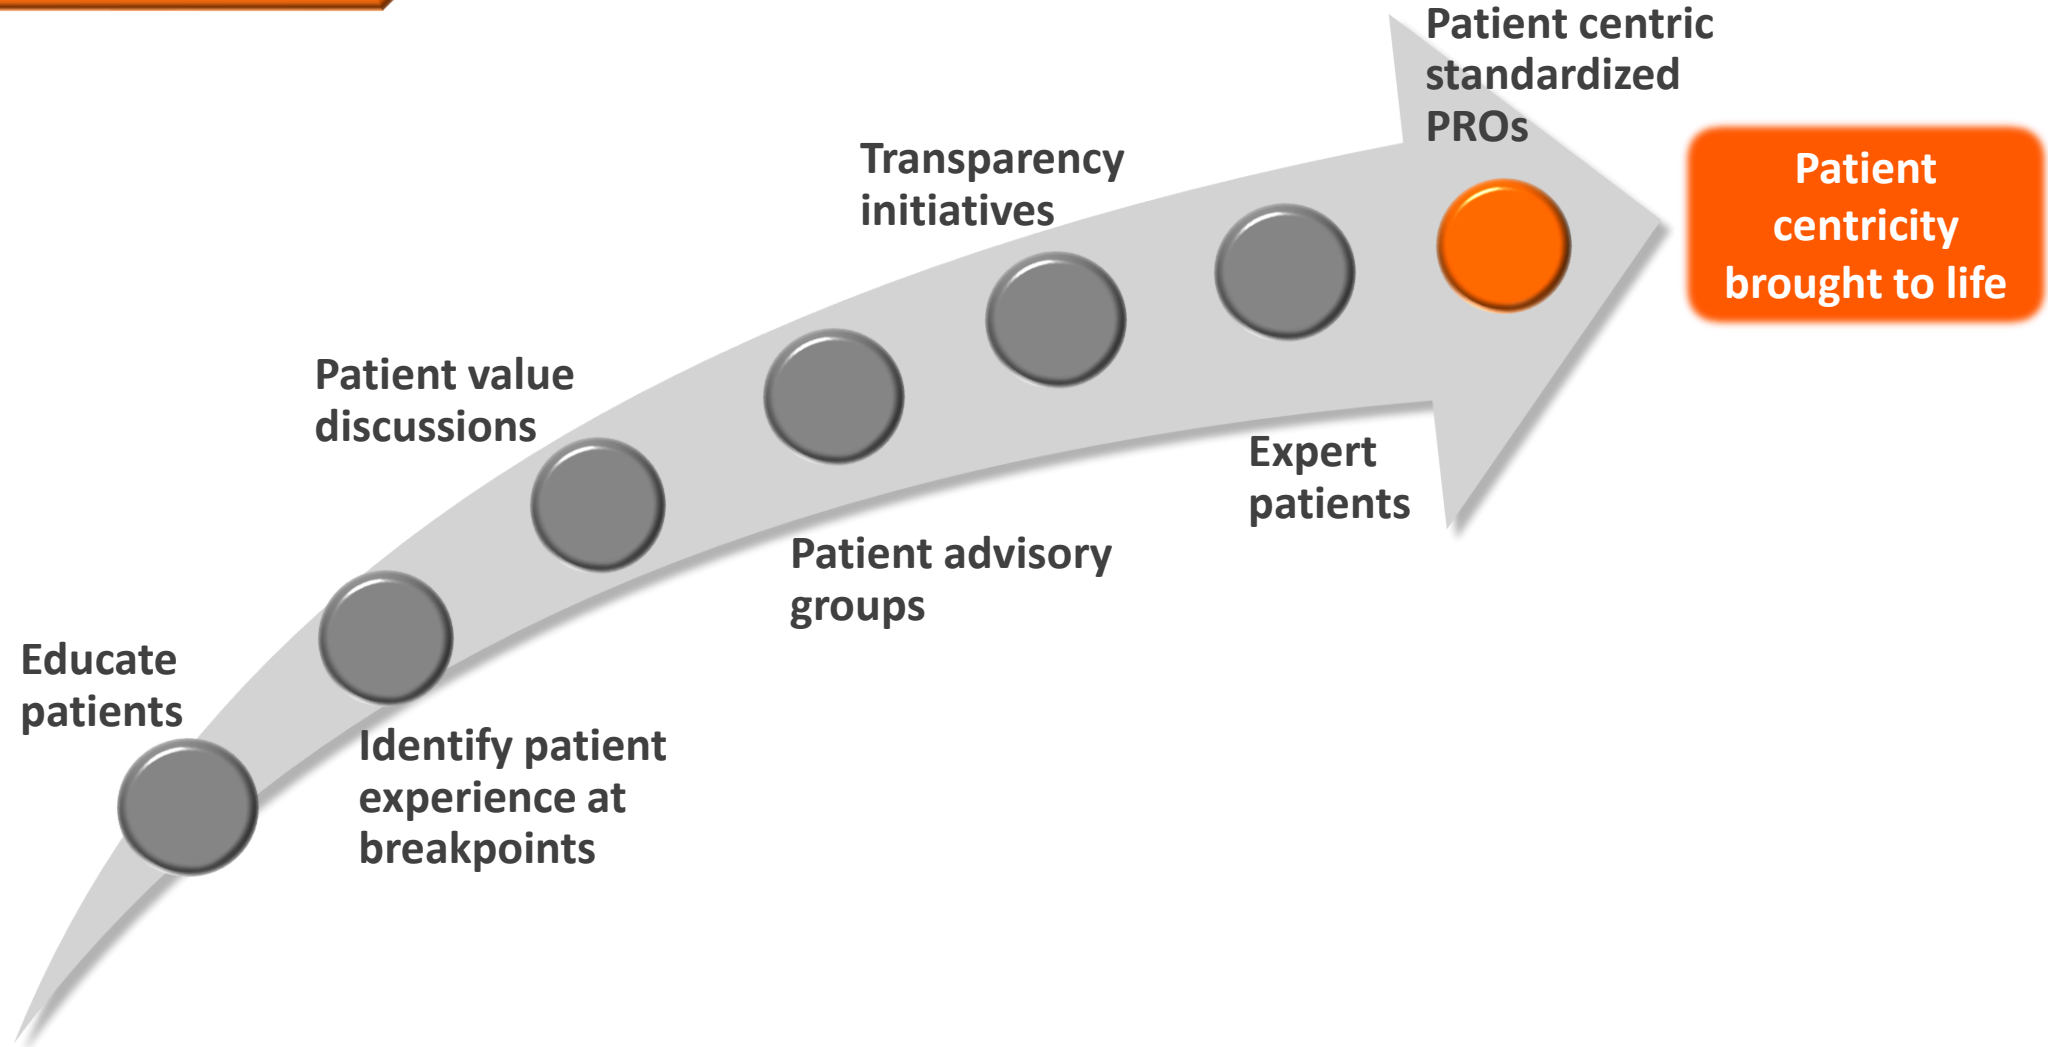 Educate
patients
Identify patient
experience at
breakpoints
Patient value
discussions
Patient advisory
groups
Transparency
initiatives
Expert
patients
Patient centric
standardized
PROs
Patient
centricity
brought to life